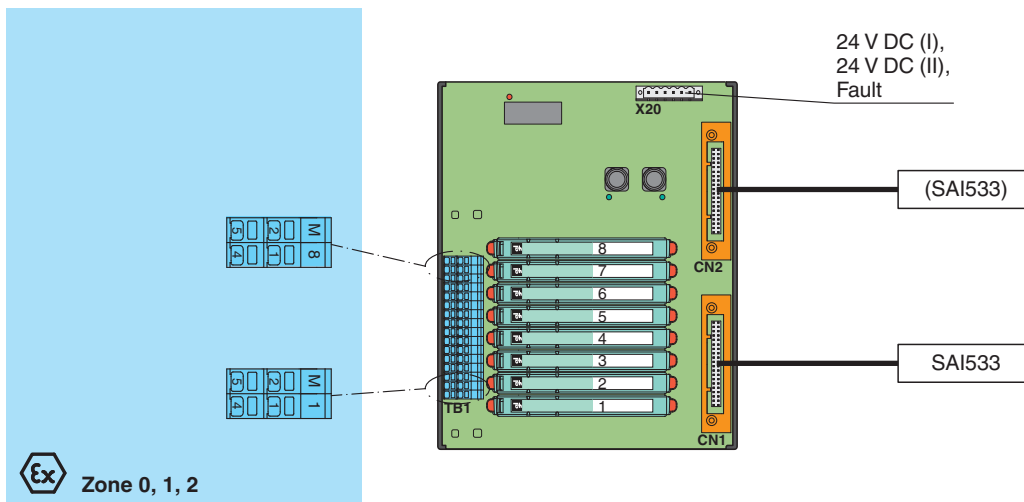 24 V DC (I),
24 V DC (II),
Fault
X20
(SAI533)
CN2
8
7
6
5
4
3
2
1
TB1
SAI533
CN1
5 2 M
4 1 8
5 2 M
4 1 1
Ex Zone 0, 1, 2